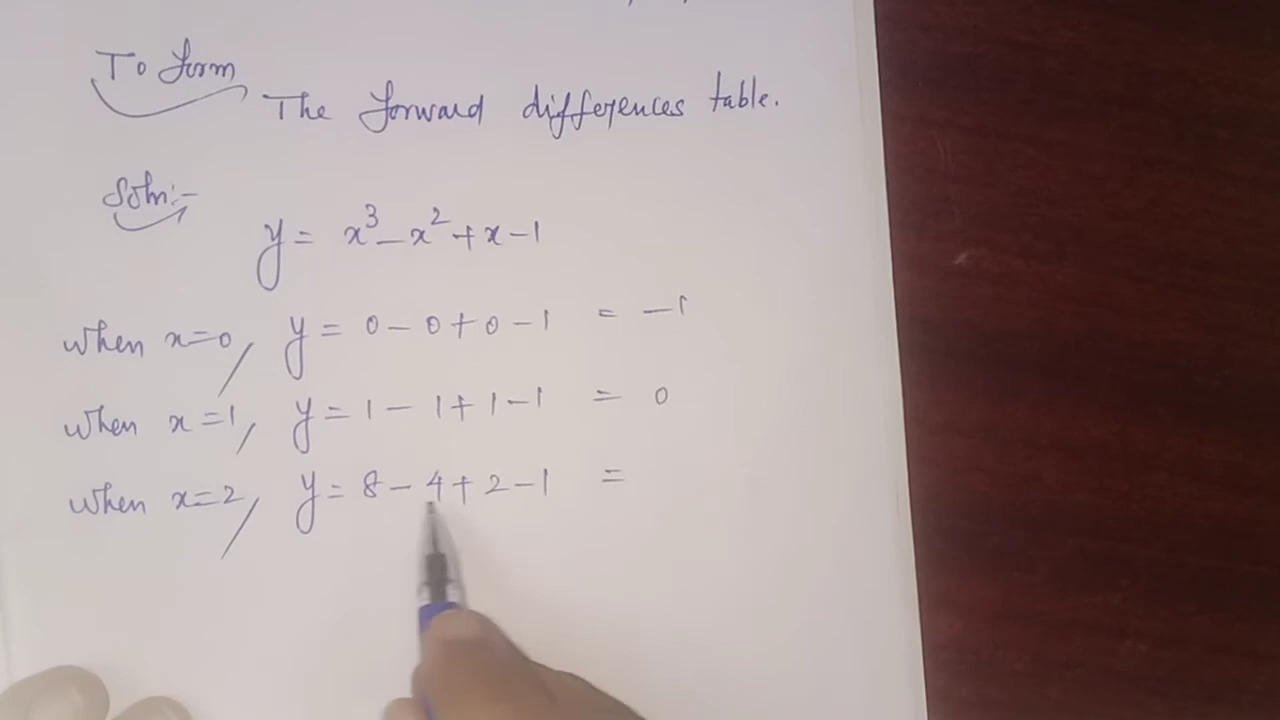 To form
The forward differences table.
Soln:-
y = x³ - x² + x - 1
when x=0, y = 0 - 0 + 0 - 1 = -1
when x=1, y = 1 - 1 + 1 - 1 = 0
when x=2, y = 8 - 4 + 2 - 1 =